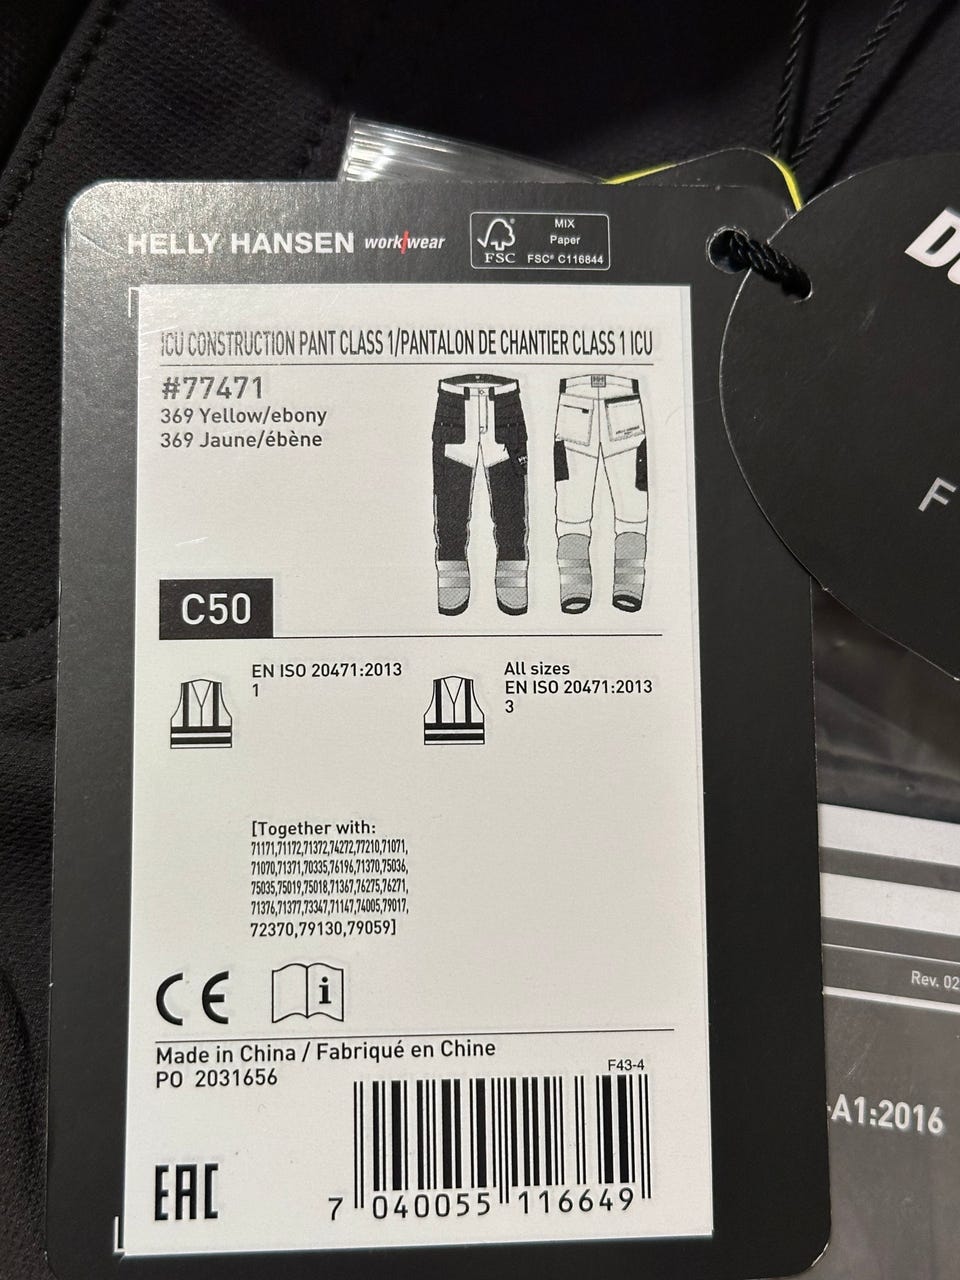 HELLY HANSEN work/wear
FSC
MIX
Paper
FSC® C116844
ICU CONSTRUCTION PANT CLASS 1/PANTALON DE CHANTIER CLASS 1 ICU
#77471
369 Yellow/ebony
369 Jaune/ébène
C50
EN ISO 20471:2013
1
All sizes
EN ISO 20471:2013
3
[Together with:
71171,71172,71372,74272,77210,71071,
71070,71371,70335,76196,71370,75036,
75035,75019,75018,71367,76275,76271,
71376,71377,73347,71147,74005,79017,
72370,79130,79059]
CE
i
Made in China / Fabriqué en Chine
PO 2031656
F43-4
EAC
7 040055 116649
F
Rev. 02
-A1:2016